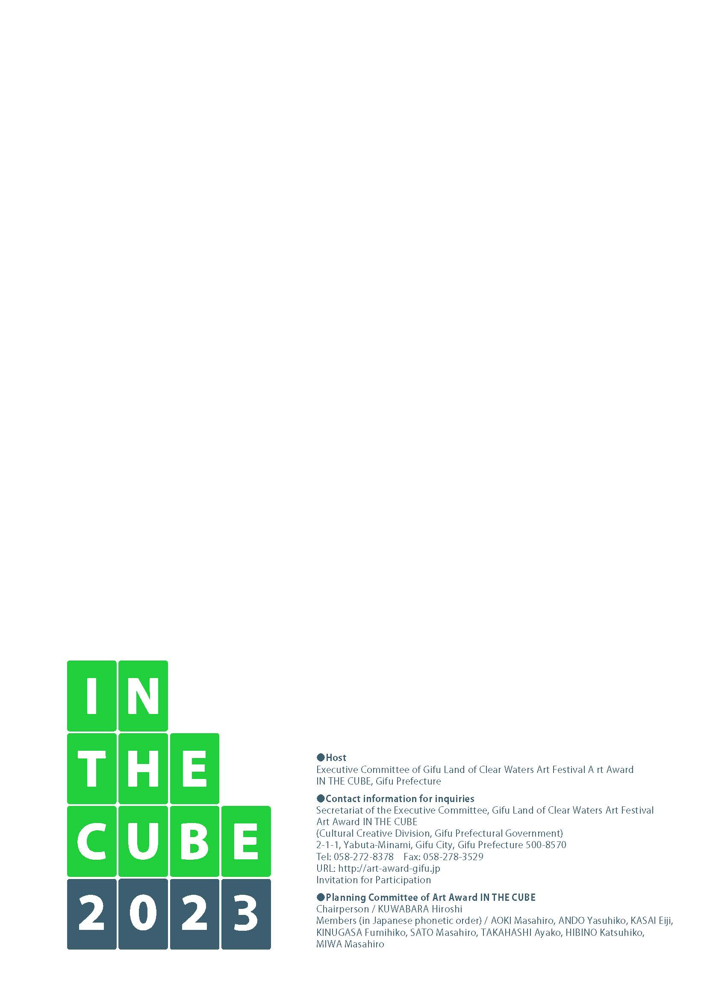 IN
THE
CUBE
2023
●Host
Executive Committee of Gifu Land of Clear Waters Art Festival A rt Award
IN THE CUBE, Gifu Prefecture
●Contact information for inquiries
Secretariat of the Executive Committee, Gifu Land of Clear Waters Art Festival
Art Award IN THE CUBE
(Cultural Creative Division, Gifu Prefectural Government)
2-1-1, Yabuta-Minami, Gifu City, Gifu Prefecture 500-8570
Tel: 058-272-8378 Fax: 058-278-3529
URL: http://art-award-gifu.jp
Invitation for Participation
●Planning Committee of Art Award IN THE CUBE
Chairperson / KUWABARA Hiroshi
Members (in Japanese phonetic order) / AOKI Masahiro, ANDO Yasuhiko, KASAI Eiji,
KINUGASA Fumihiko, SATO Masahiro, TAKAHASHI Ayako, HIBINO Katsuhiko,
MIWA Masahiro